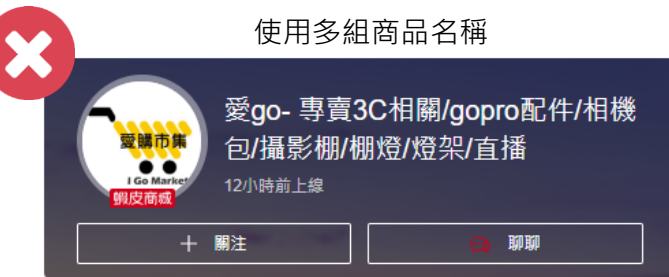 使用多組商品名稱
愛go- 專賣3C相關/gopro配件/相機
包/攝影棚/棚燈/燈架/直播
愛購市集
I Go Market
蝦皮商城
12小時前上線
關注
聊聊